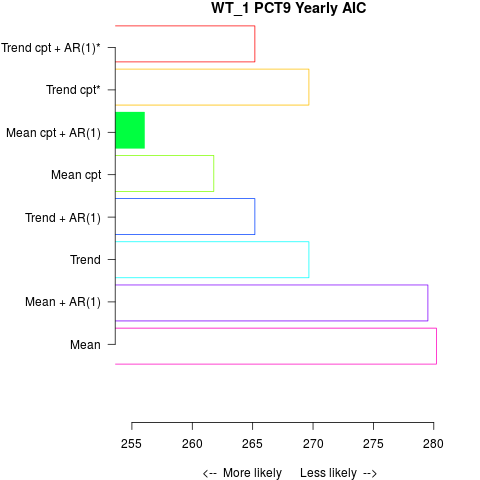 WT_1 PCT9 Yearly AIC
Trend cpt + AR(1)*
Trend cpt*
Mean cpt + AR(1)
Mean cpt
Trend + AR(1)
Trend
Mean + AR(1)
Mean
255 260 265 270 275 280
<-- More likely Less likely -->